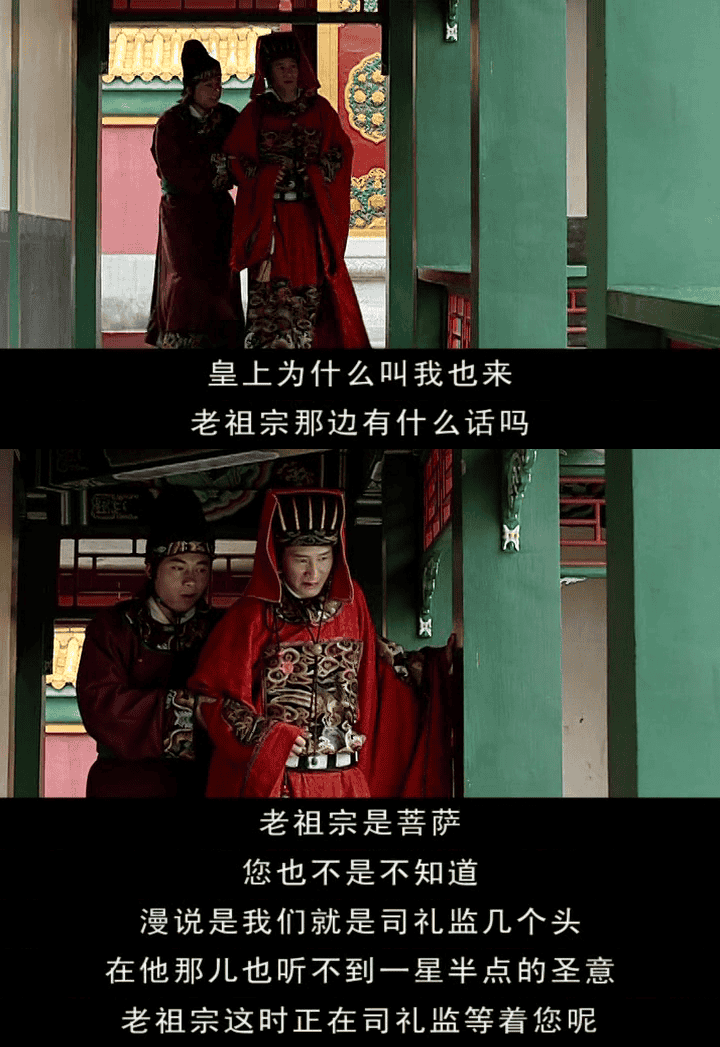 皇上为什么叫我也来
老祖宗那边有什么话吗
老祖宗是菩萨
您也不是不知道
漫说是我们就是司礼监几个头
在他那儿也听不到一星半点的圣意
老祖宗这时正在司礼监等着您呢